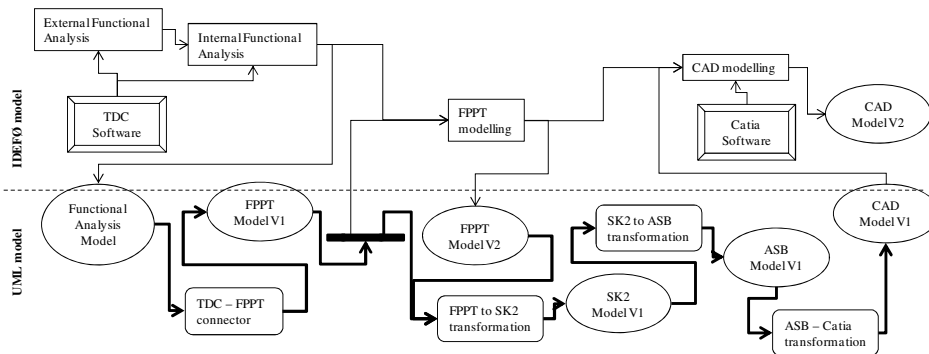 External Functional
Analysis
Internal Functional
Analysis
TDC
Software
FPPT
modelling
CAD modelling
Catia
Software
CAD
Model V2
IDEFØ model
UML model
Functional
Analysis
Model
FPPT
Model V1
TDC – FPPT
connector
FPPT
Model V2
FPPT to SK2
transformation
SK2 to ASB
transformation
SK2
Model V1
ASB
Model V1
ASB – Catia
transformation
CAD
Model V1